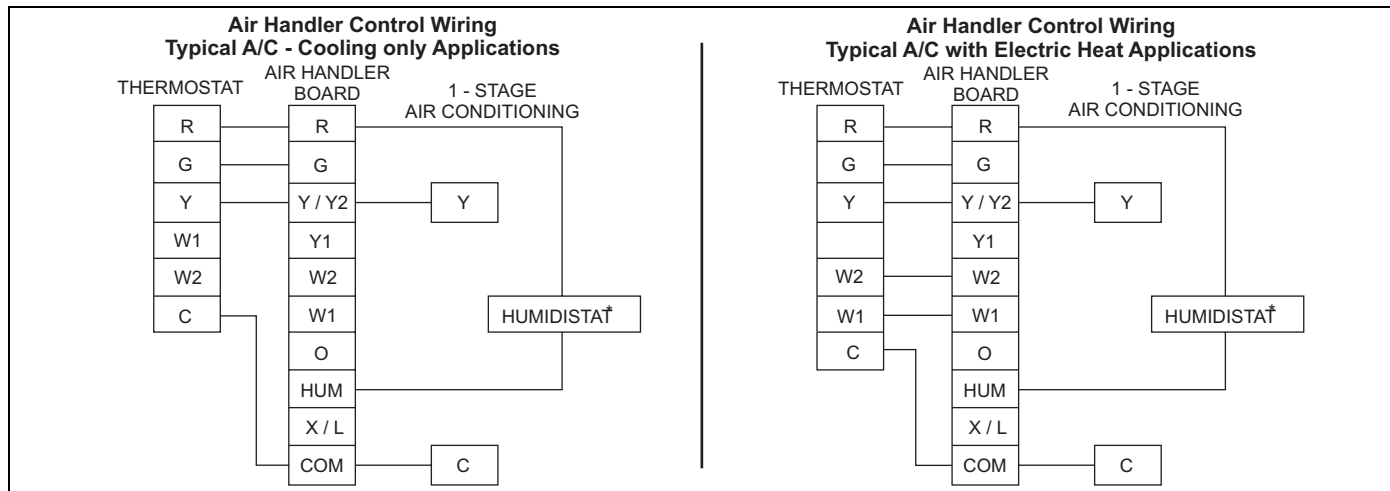 Air Handler Control Wiring
Typical A/C - Cooling only Applications
THERMOSTAT
AIR HANDLER
BOARD
1 - STAGE
AIR CONDITIONING
R
G
Y
W1
W2
C
R
G
Y / Y2
Y1
W2
W1
O
HUM
X / L
COM
Y
HUMIDISTAT*
C
Air Handler Control Wiring
Typical A/C with Electric Heat Applications
THERMOSTAT
AIR HANDLER
BOARD
1 - STAGE
AIR CONDITIONING
R
G
Y
W2
W1
C
R
G
Y / Y2
Y1
W2
W1
O
HUM
X / L
COM
Y
HUMIDISTAT*
C